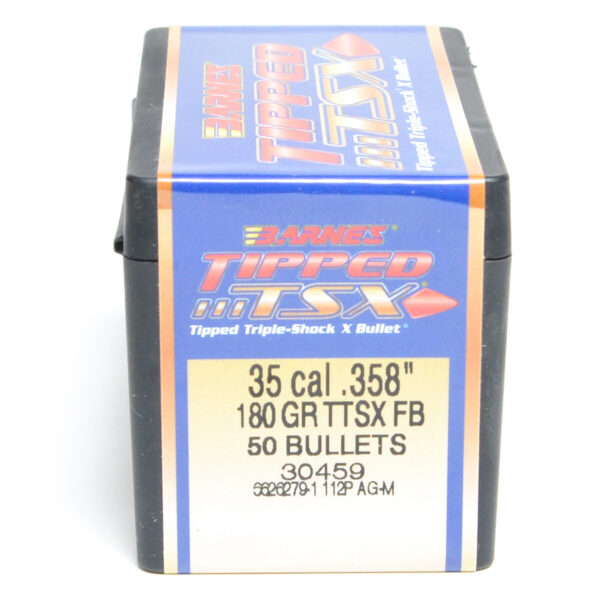 BARNES
TIPPED
TSX
Tipped Triple-Shock X Bullet
BARNES®
TIPPED
TSX
Tipped Triple-Shock X Bullet®
35 cal .358"
180 GR TTSX FB
50 BULLETS
30459
5626279-1 112P AG-M